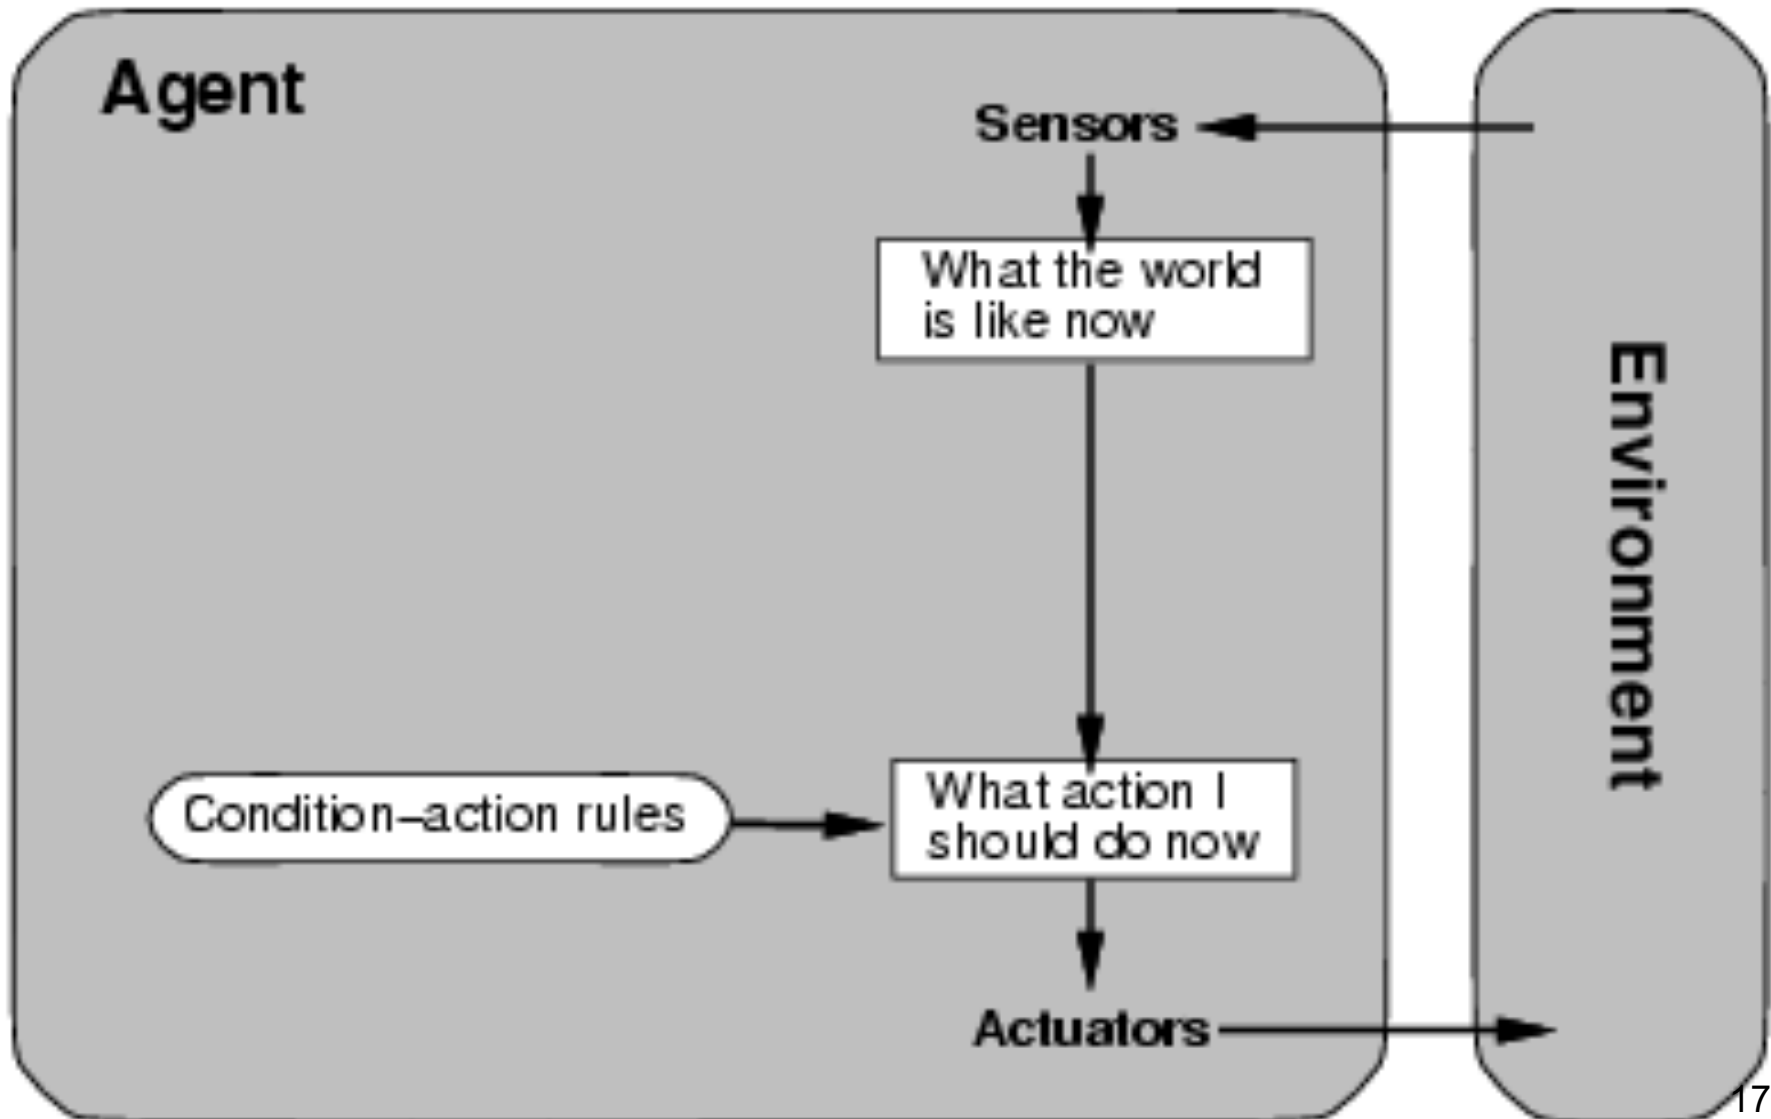 Agent
Sensors
What the world
is like now
Environment
Condition–action rules
What action I
should do now
Actuators
17